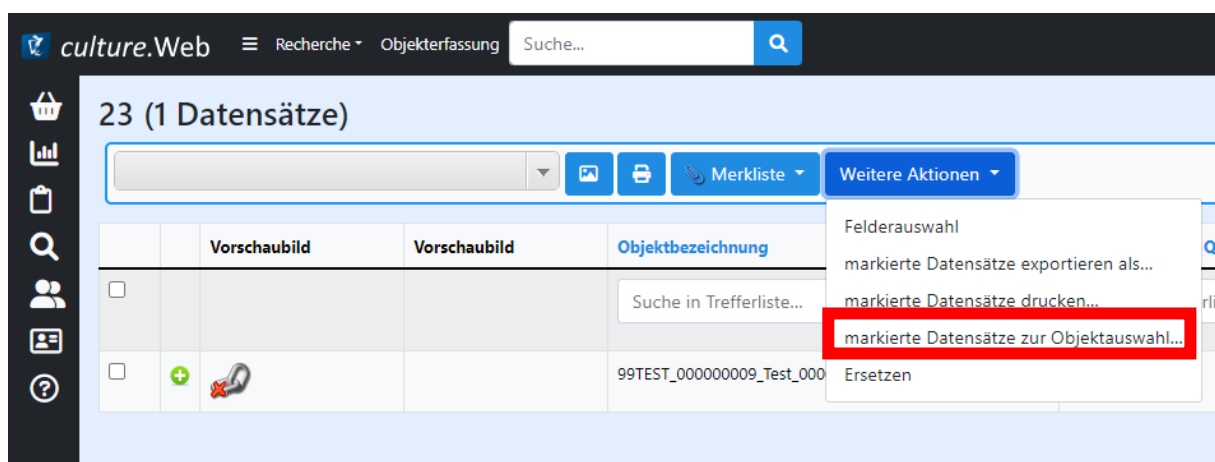 culture.Web Recherche Objekterfassung Suche...
23 (1 Datensätze)
Merkliste Weitere Aktionen
Felderauswahl
markierte Datensätze exportieren als...
markierte Datensätze drucken...
markierte Datensätze zur Objektauswahl...
Ersetzen
Vorschaubild Vorschaubild Objektbezeichnung
Suche in Trefferliste...
99TEST_000000009_Test_000